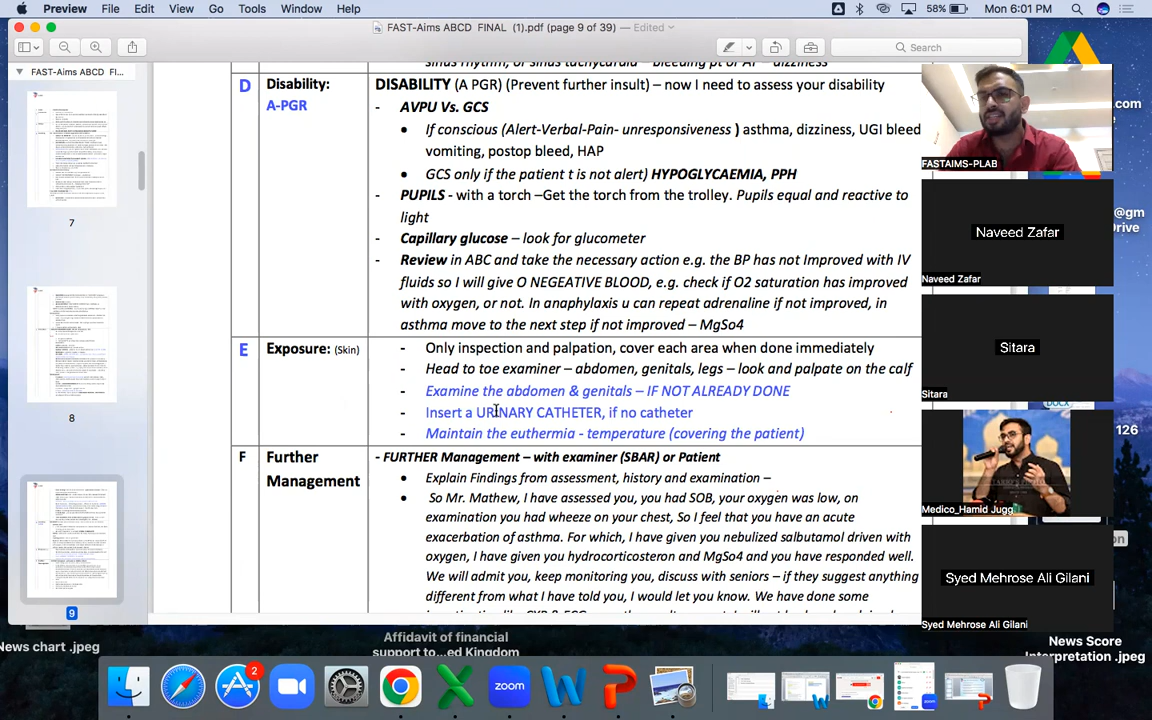 Preview File Edit View Go Tools Window Help 58% Mon 6:01 PM
FAST-Aims ABCD FINAL (1).pdf (page 9 of 39) — Edited
Search
FAST-Aims ABCD FI...
7
8
9
D Disability:
A-PGR
DISABILITY (A PGR) (Prevent further insult) – now I need to assess your disability
- AVPU Vs. GCS
If conscious
unresponsiveness ) asthma, dizziness, UGI bleed
vomiting, postop bleed, HAP
GCS only if the patient t is not alert) HYPOGLYCAEMIA, PPH
- PUPILS - with a torch –Get the torch from the trolley. Pupils equal and reactive to
light
- Capillary glucose – look for glucometer
- Review in ABC and take the necessary action e.g. the BP has not Improved with IV
fluids so I will give O NEGATIVE BLOOD, e.g. check if O2 saturation has improved
with oxygen, or not. In anaphylaxis u can repeat adrenaline if not improved, in
asthma move to the next step if not improved – MgSo4
E Exposure: (Skin)
- Only inspection and palption, cover each area when done immediately
- Head to toe examiner – abdomen, genitals, legs – look and palpate on the calf
- Examine the abdomen & genitals – IF NOT ALREADY DONE
- Insert a URINARY CATHETER, if no catheter
- Maintain the euthermia - temperature (covering the patient)
F Further
Management
- FURTHER Management – with examiner (SBAR) or Patient
Explain Findings from assessment, history and examination –
So Mr. Mathew, I have assessed you, you had SOB, your oxygen was low, on
examination you had wheeze on your chest, So I feel that you have an acute
exacerbation of asthma. For which, I have given you nebulized salbutamol driven with
oxygen, I have given you hydrocorticosteron and MgSo4 and you have responded well.
We will admit you, keep monitoring you, discuss with seniors – if they suggest anything
different from what I have told you, I would let you know. We have done some
FASTAIMS-PLAB
Naveed Zafar
Naveed Zafar
Sitara
Sitara
Medico_Hamid Jugg
Syed Mehrose Ali Gilani
Syed Mehrose Ali Gilani
.com
@gm
Drive
DOCX
126
on
News chart .jpeg
Affidavit of financial
support to...ed Kingdom
News Score
Interpretation .jpeg
2
zoom